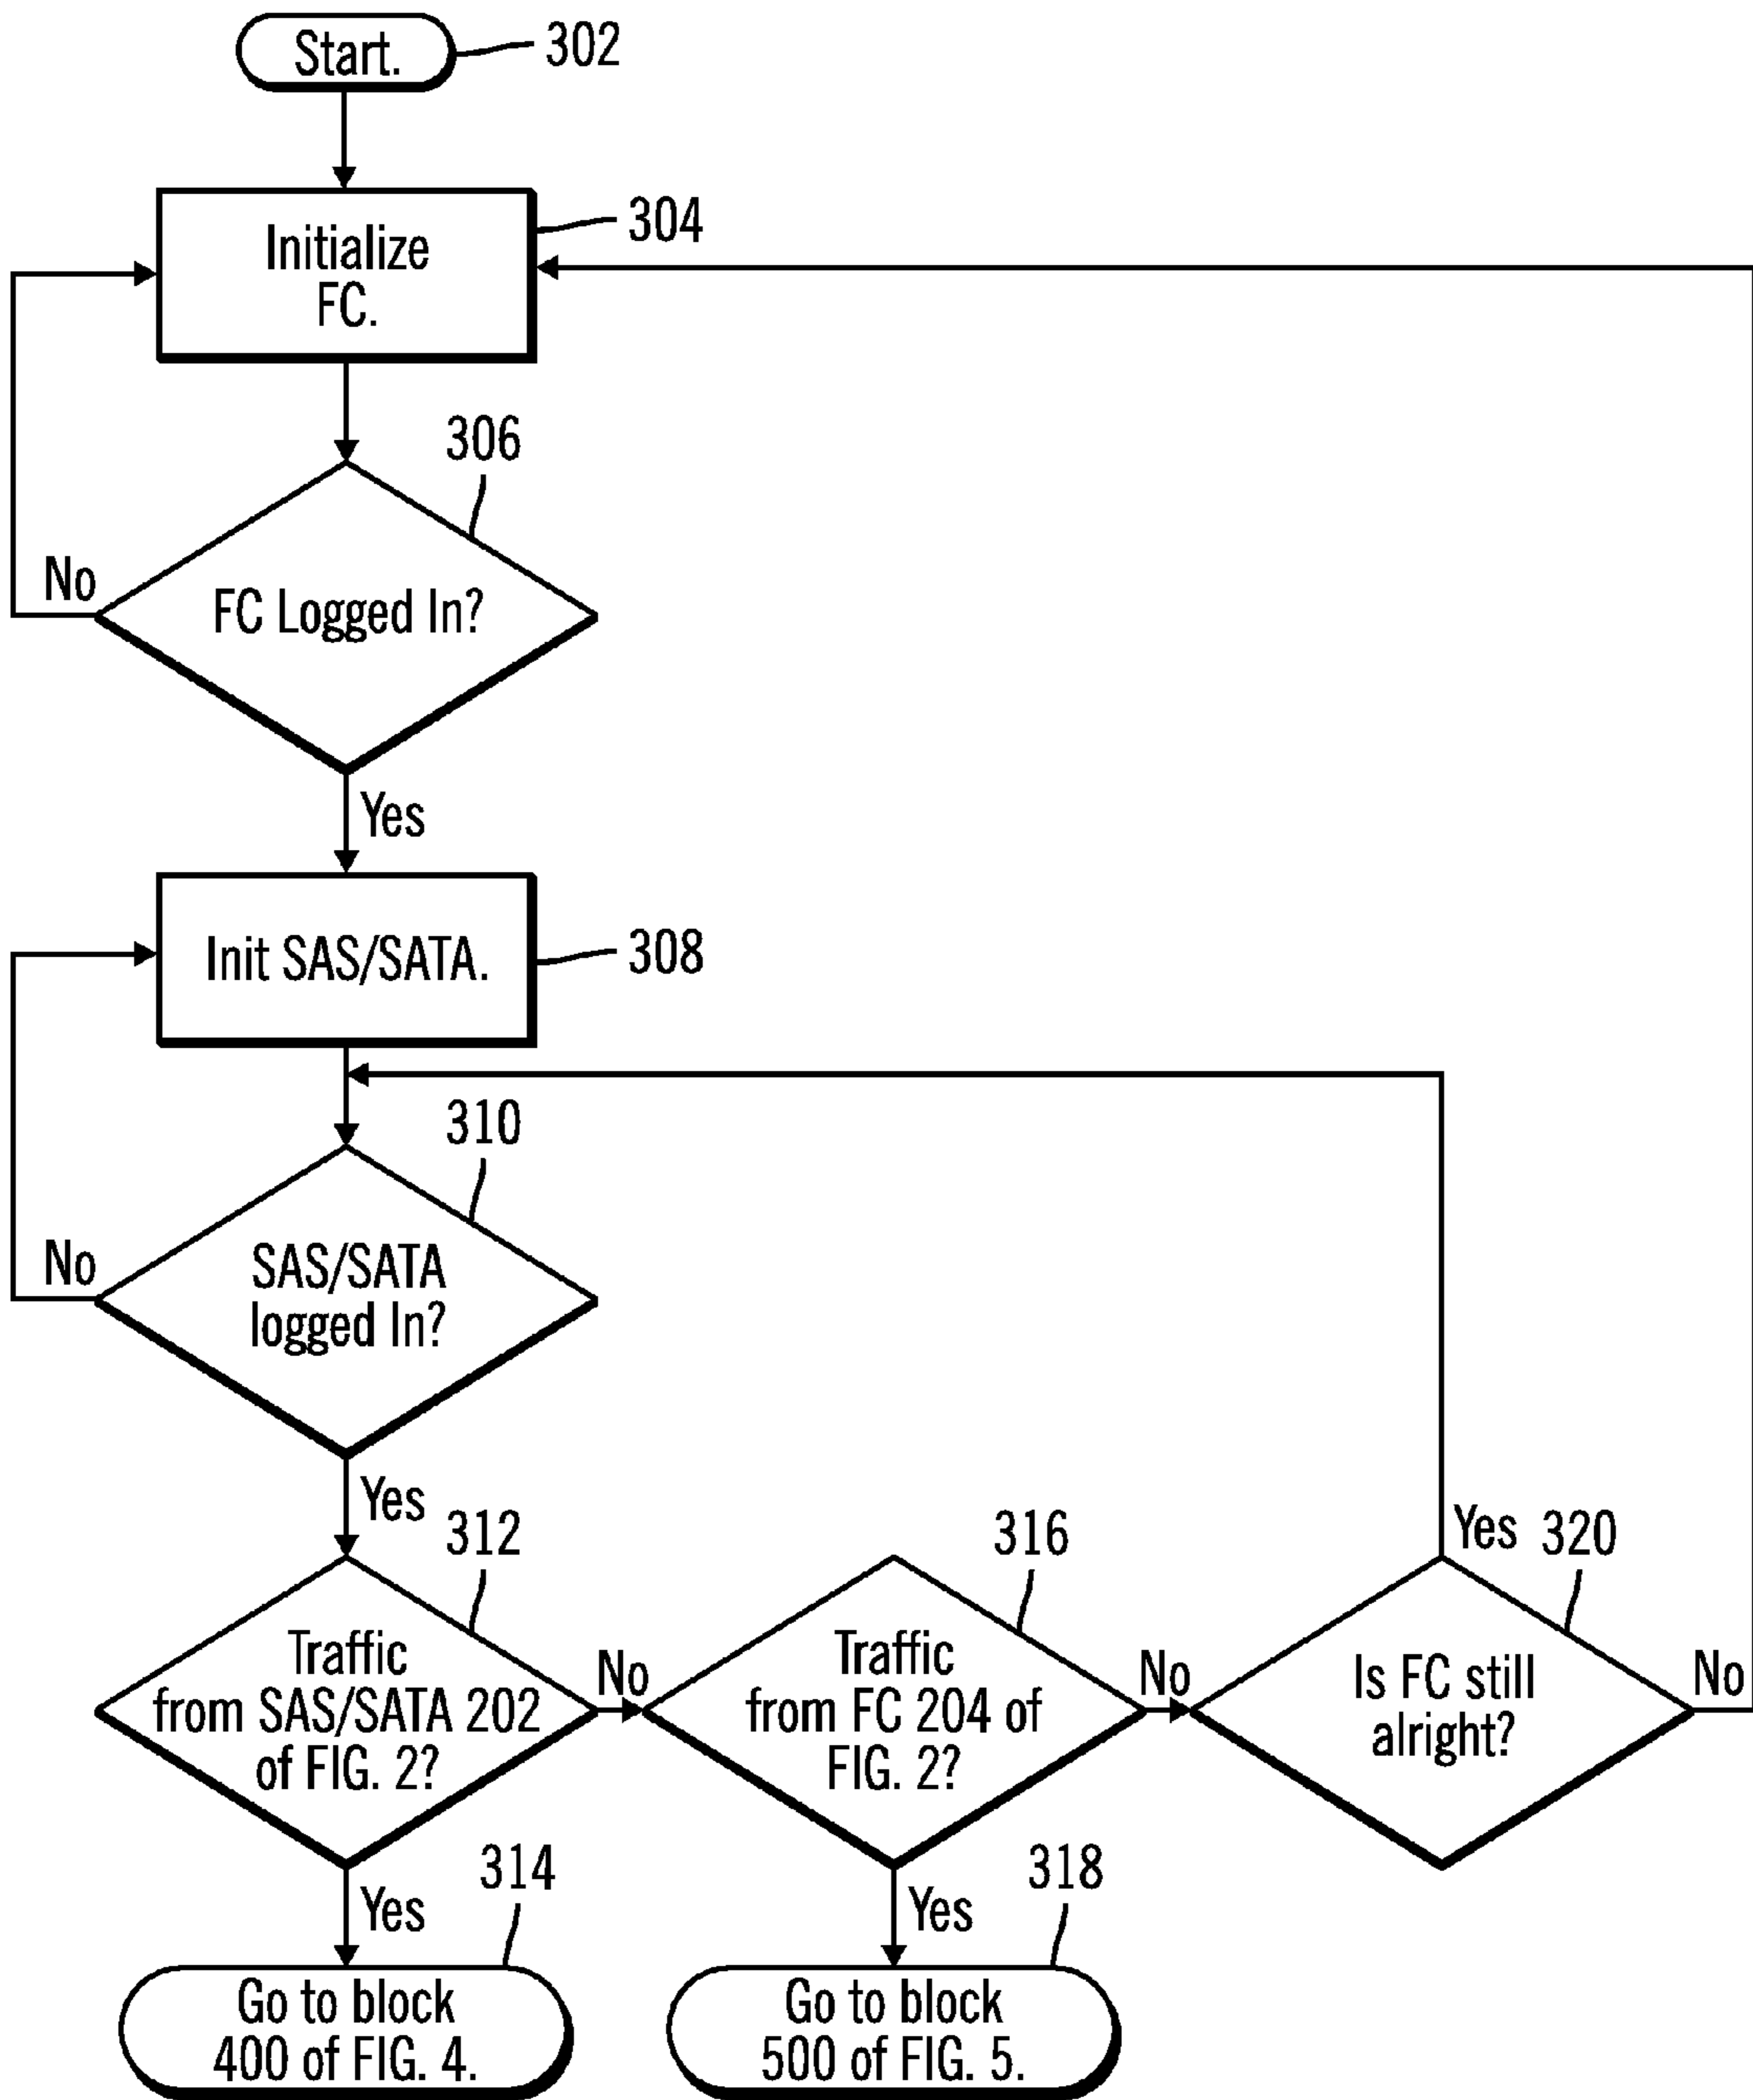 Start.
302
Initialize
FC.
304
306
FC Logged In?
No
Yes
Init SAS/SATA.
308
310
SAS/SATA
logged In?
No
Yes
312
Traffic
from SAS/SATA 202
of FIG. 2?
No
316
Traffic
from FC 204 of
FIG. 2?
No
Yes
320
Is FC still
alright?
No
Yes
314
Go to block
400 of FIG. 4.
Yes
318
Go to block
500 of FIG. 5.